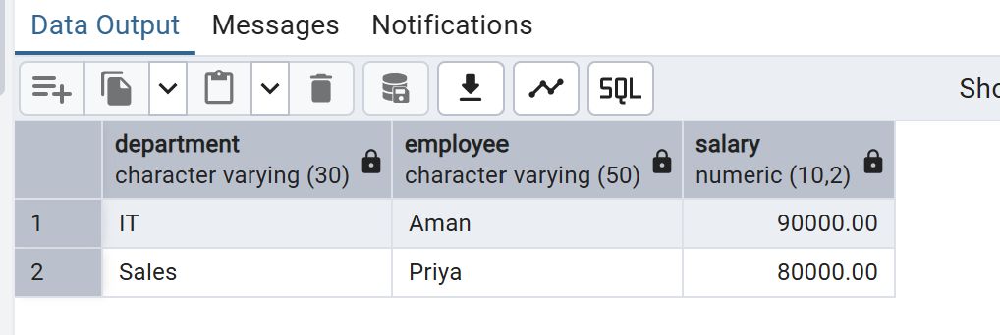 Data Output Messages Notifications
SQL Sho
department employee salary
character varying (30) character varying (50) numeric (10,2)
1 IT Aman 90000.00
2 Sales Priya 80000.00